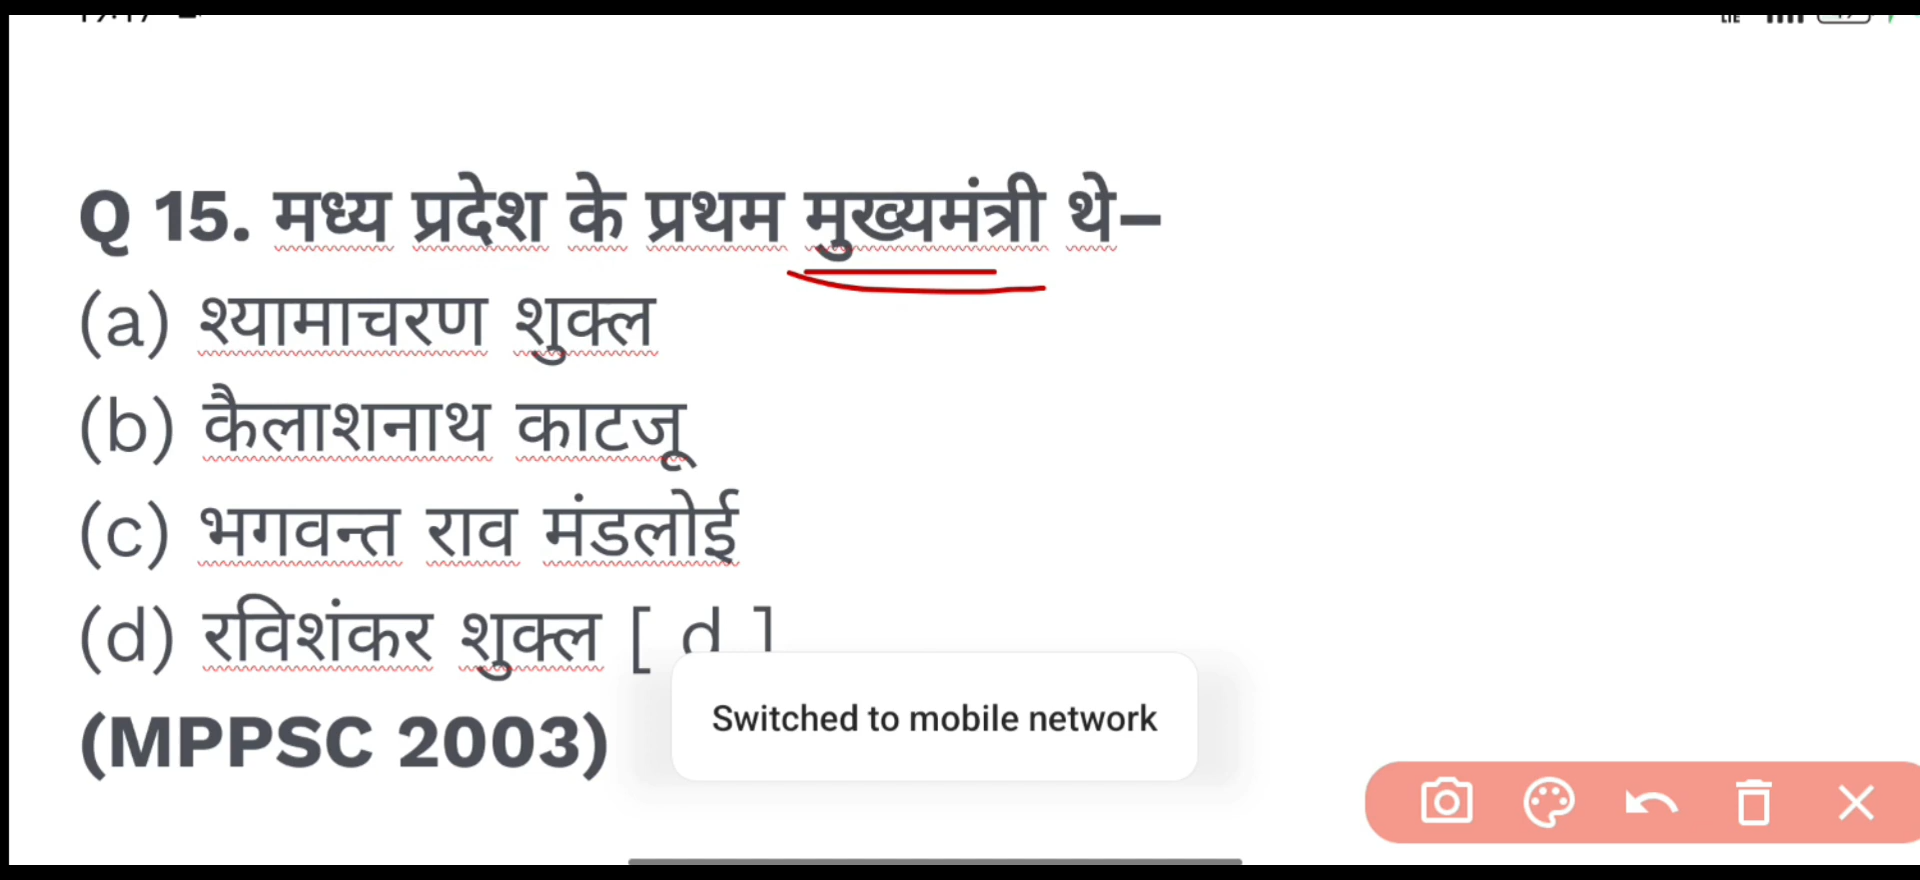 Q 15. मध्य प्रदेश के प्रथम मुख्यमंत्री थे–
(a) श्यामाचरण शुक्ल
(b) कैलाशनाथ काटजू
(c) भगवन्त राव मंडलोई
(d) रविशंकर शुक्ल [ d ]
(MPPSC 2003)
Switched to mobile network